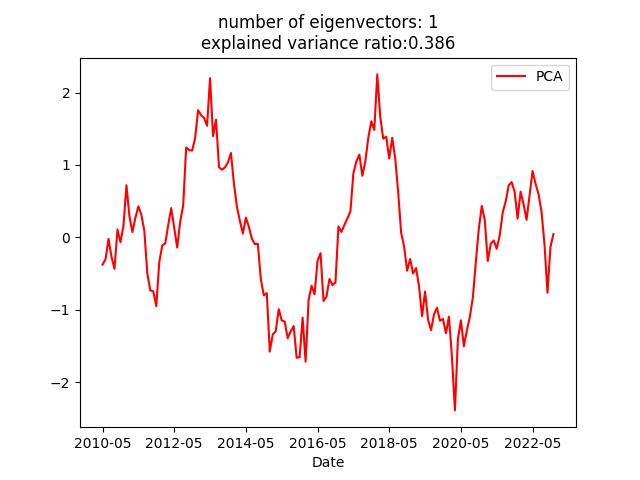 number of eigenvectors: 1
explained variance ratio:0.386
PCA
2
1
0
−1
−2
2010-05 2012-05 2014-05 2016-05 2018-05 2020-05 2022-05
Date